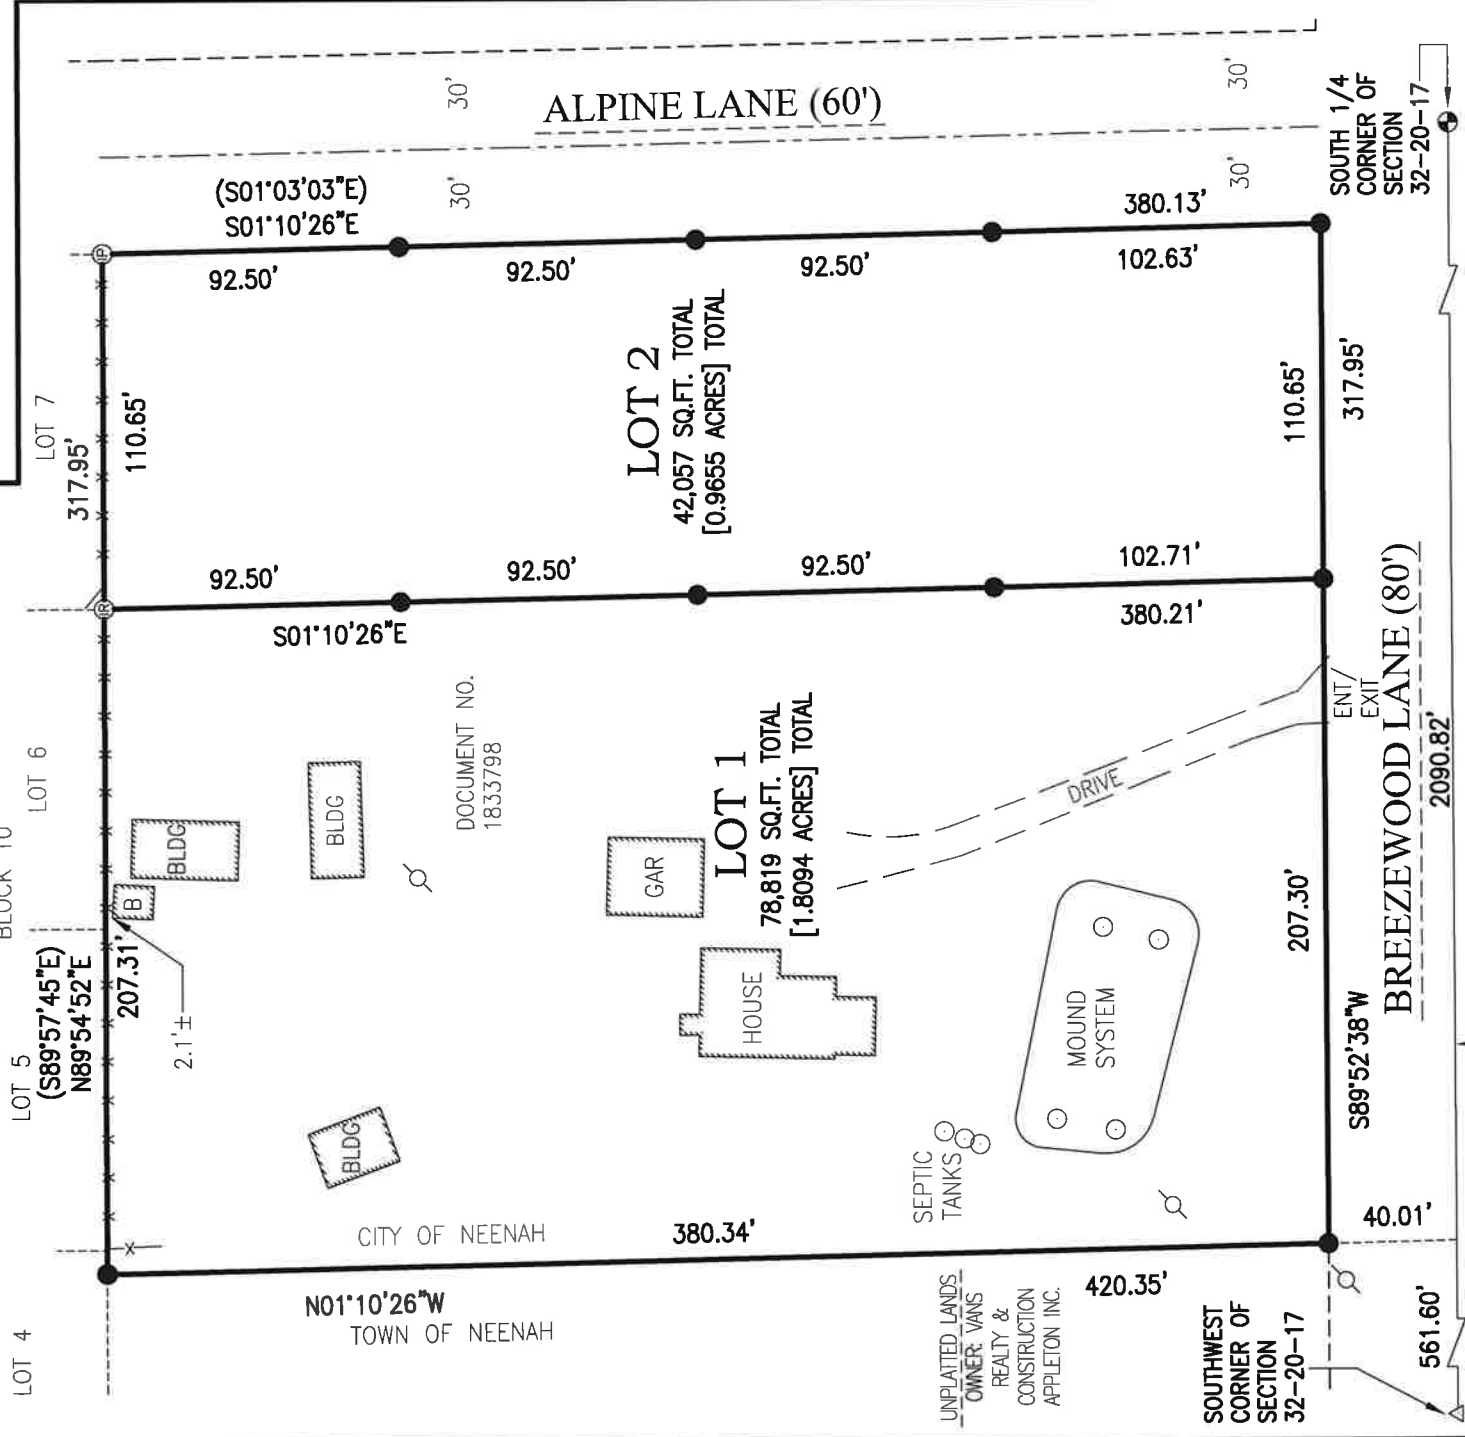 LOT 4
LOT 5
LOT 6
LOT 7
(S89°57'45"E)
N89°54'52"E
317.95'
207.31'
110.65'
2.1'±
B
BLDG
BLDG
BLDG
(S01°03'03"E)
S01°10'26"E
92.50'
92.50'
92.50'
102.63'
380.13'
30'
30'
30'
30'
ALPINE LANE (60')
LOT 2
42,057 SQ.FT. TOTAL
[0.9655 ACRES] TOTAL
IP
IR
92.50'
92.50'
92.50'
102.71'
S01°10'26"E
380.21'
DOCUMENT NO.
1833798
GAR
LOT 1
78,819 SQ.FT. TOTAL
[1.8094 ACRES] TOTAL
HOUSE
DRIVE
MOUND
SYSTEM
SEPTIC
TANKS
CITY OF NEENAH
380.34'
N01°10'26"W
TOWN OF NEENAH
UNPLATTED LANDS
OWNER: VANS
REALTY &
CONSTRUCTION
APPLETON INC.
420.35'
SOUTHWEST
CORNER OF
SECTION
32-20-17
207.30'
110.65'
S89°52'38"W
317.95'
ENT/
EXIT
40.01'
BREEZEWOOD LANE (80')
561.60'
2090.82'
SOUTH 1/4
CORNER OF
SECTION
32-20-17